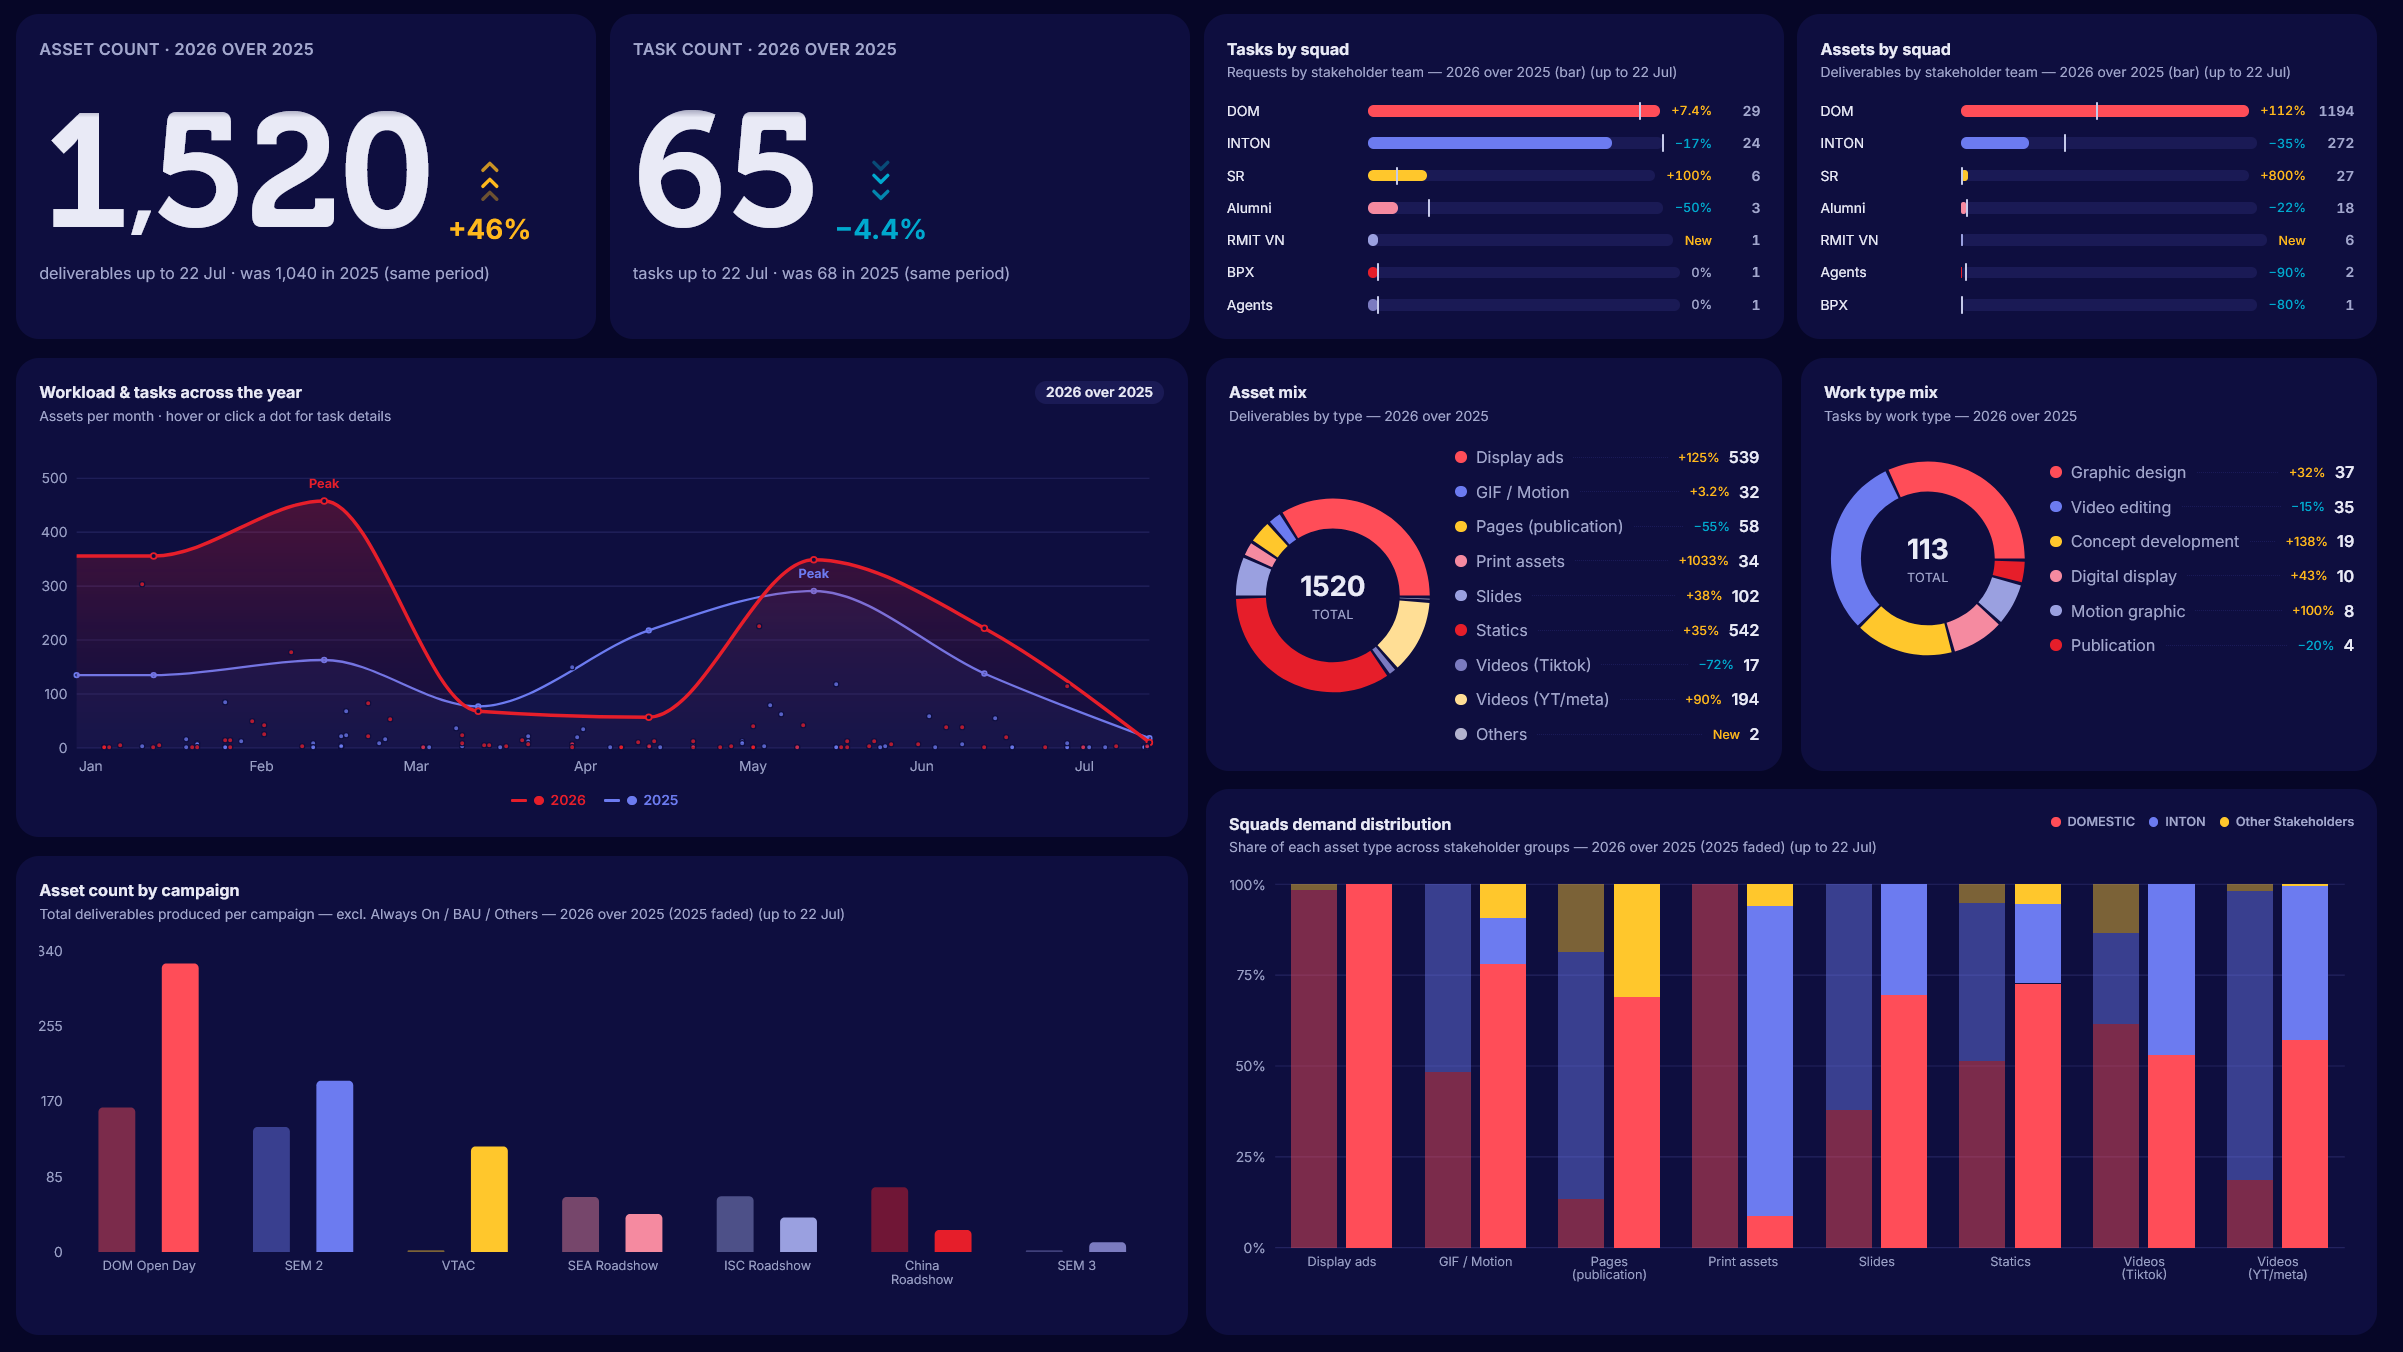 ASSET COUNT · 2026 OVER 2025
1,520
+46%
deliverables up to 22 Jul · was 1,040 in 2025 (same period)
TASK COUNT · 2026 OVER 2025
65
−4.4%
tasks up to 22 Jul · was 68 in 2025 (same period)
Tasks by squad
Requests by stakeholder team — 2026 over 2025 (bar) (up to 22 Jul)
DOM +7.4% 29
INTON −17% 24
SR +100% 6
Alumni −50% 3
RMIT VN New 1
BPX 0% 1
Agents 0% 1
Assets by squad
Deliverables by stakeholder team — 2026 over 2025 (bar) (up to 22 Jul)
DOM +112% 1194
INTON −35% 272
SR +800% 27
Alumni −22% 18
RMIT VN New 6
Agents −90% 2
BPX −80% 1
Workload & tasks across the year
2026 over 2025
Assets per month · hover or click a dot for task details
500
400
300
200
100
0
Peak
Peak
Jan Feb Mar Apr May Jun Jul
2026 2025
Asset mix
Deliverables by type — 2026 over 2025
1520
TOTAL
Display ads +125% 539
GIF / Motion +3.2% 32
Pages (publication) −55% 58
Print assets +1033% 34
Slides +38% 102
Statics +35% 542
Videos (Tiktok) −72% 17
Videos (YT/meta) +90% 194
Others New 2
Work type mix
Tasks by work type — 2026 over 2025
113
TOTAL
Graphic design +32% 37
Video editing −15% 35
Concept development +138% 19
Digital display +43% 10
Motion graphic +100% 8
Publication −20% 4
Asset count by campaign
Total deliverables produced per campaign — excl. Always On / BAU / Others — 2026 over 2025 (2025 faded) (up to 22 Jul)
340
255
170
85
0
DOM Open Day SEM 2 VTAC SEA Roadshow ISC Roadshow China SEM 3
Roadshow
Squads demand distribution
DOMESTIC INTON Other Stakeholders
Share of each asset type across stakeholder groups — 2026 over 2025 (2025 faded) (up to 22 Jul)
100%
75%
50%
25%
0%
Display ads GIF / Motion Pages Print assets Slides Statics Videos Videos
(publication) (Tiktok) (YT/meta)